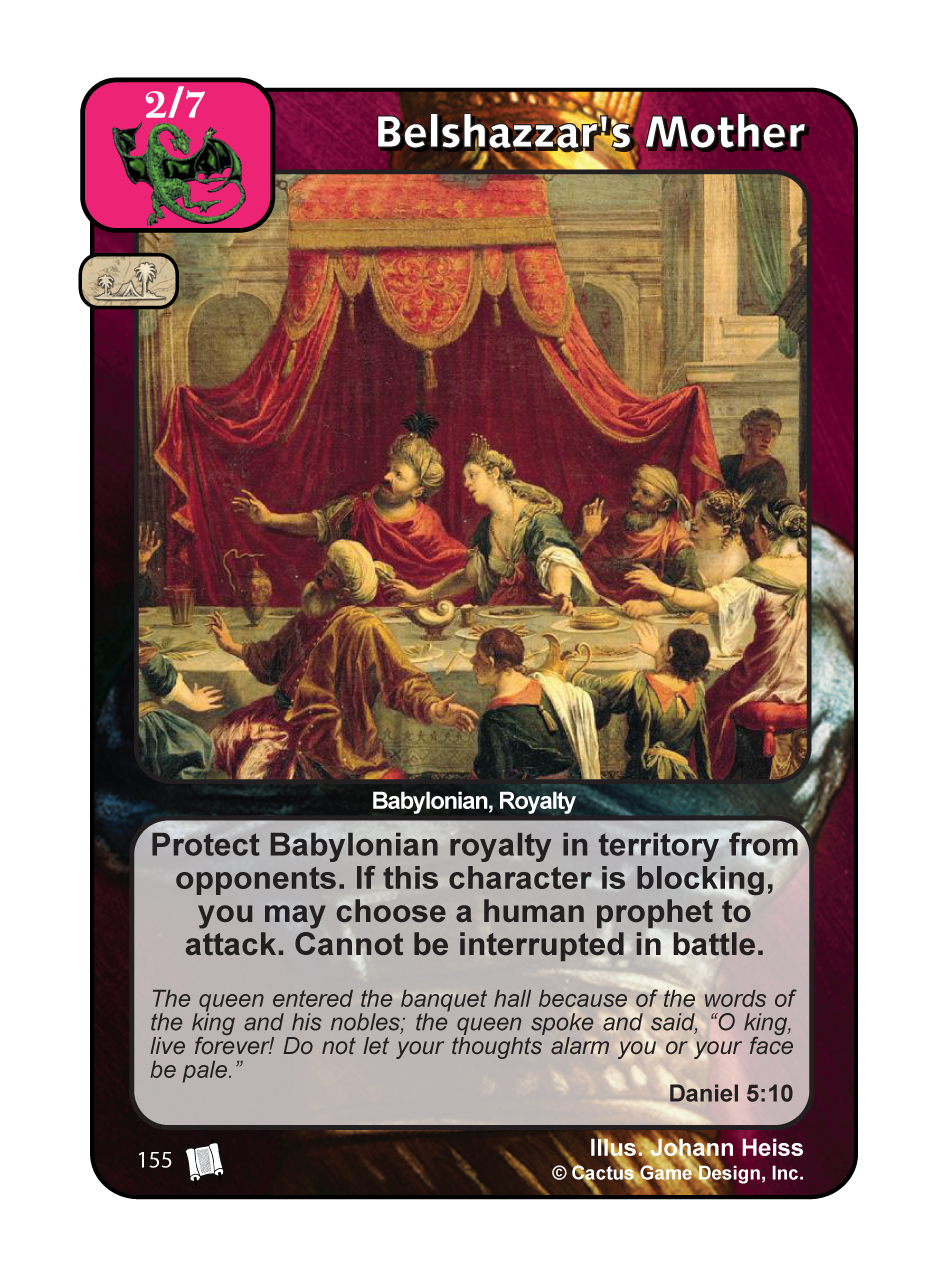 2/7
Belshazzar's Mother
Babylonian, Royalty
Protect Babylonian royalty in territory from
opponents. If this character is blocking,
you may choose a human prophet to
attack. Cannot be interrupted in battle.
The queen entered the banquet hall because of the words of
the king and his nobles; the queen spoke and said, “O king,
live forever! Do not let your thoughts alarm you or your face
be pale.”
Daniel 5:10
155
Illus. Johann Heiss
© Cactus Game Design, Inc.